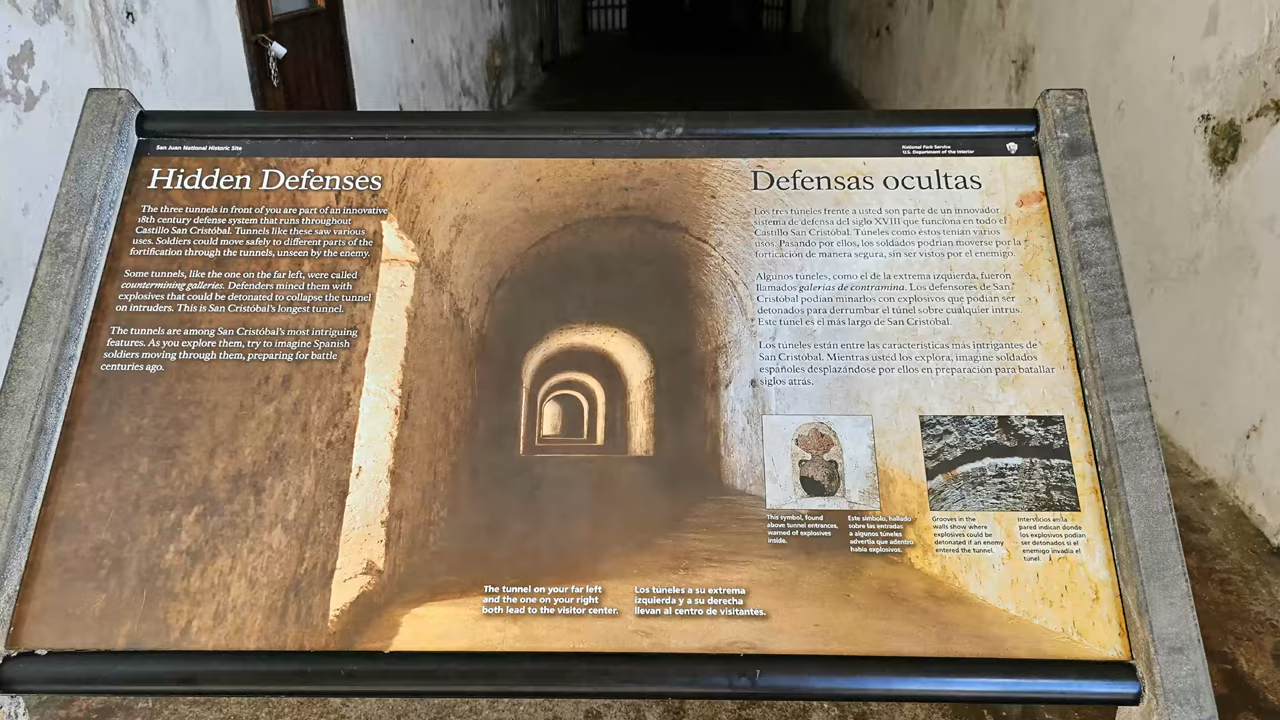 San Juan National Historic Site
National Park Service
U.S. Department of the Interior
Hidden Defenses
The three tunnels in front of you are part of an innovative
18th century defense system that runs throughout
Castillo San Cristóbal. Tunnels like these saw various
uses. Soldiers could move safely to different parts of the
fortification through the tunnels, unseen by the enemy.
Some tunnels, like the one on the far left, were called
countermining galleries. Defenders mined them with
explosives that could be detonated to collapse the tunnel
on intruders. This is San Cristóbal's longest tunnel.
The tunnels are among San Cristóbal's most intriguing
features. As you explore them, try to imagine Spanish
soldiers moving through them, preparing for battle
centuries ago.
Defensas ocultas
Los tres túneles frente a usted son parte de un innovador
sistema de defensa del siglo XVIII que funciona en todo el
Castillo San Cristóbal. Túneles como estos tenían varios
usos. Pasando por ellos, los soldados podrían moverse por la
forticación de manera segura, sin ser vistos por el enemigo.
Algunos túneles, como el de la extrema izquierda, fueron
llamados galerías de contramina. Los defensores de San
Cristóbal podían minarlos con explosivos que podían ser
detonados para derrumbar el túnel sobre cualquier intrus.
Este túnel es el más largo de San Cristóbal.
Los túneles están entre las características más intrigantes de
San Cristóbal. Mientras usted los explora, imagine soldados
españoles desplazándose por ellos en preparación para batallar
siglos atrás.
This symbol, found
above tunnel entrances,
warned of explosives
inside.
Este símbolo, hallado
sobre las entradas
a algunos túneles
advertía que adentro
había explosivos.
Grooves in the
walls show where
explosives could be
detonated if an enemy
entered the tunnel.
Intersticios en la
pared indican donde
los explosivos podían
ser detonados si el
enemigo invadía el
túnel.
The tunnel on your far left
and the one on your right
both lead to the visitor center.
Los túneles a su extrema
izquierda y a su derecha
llevan al centro de visitantes.